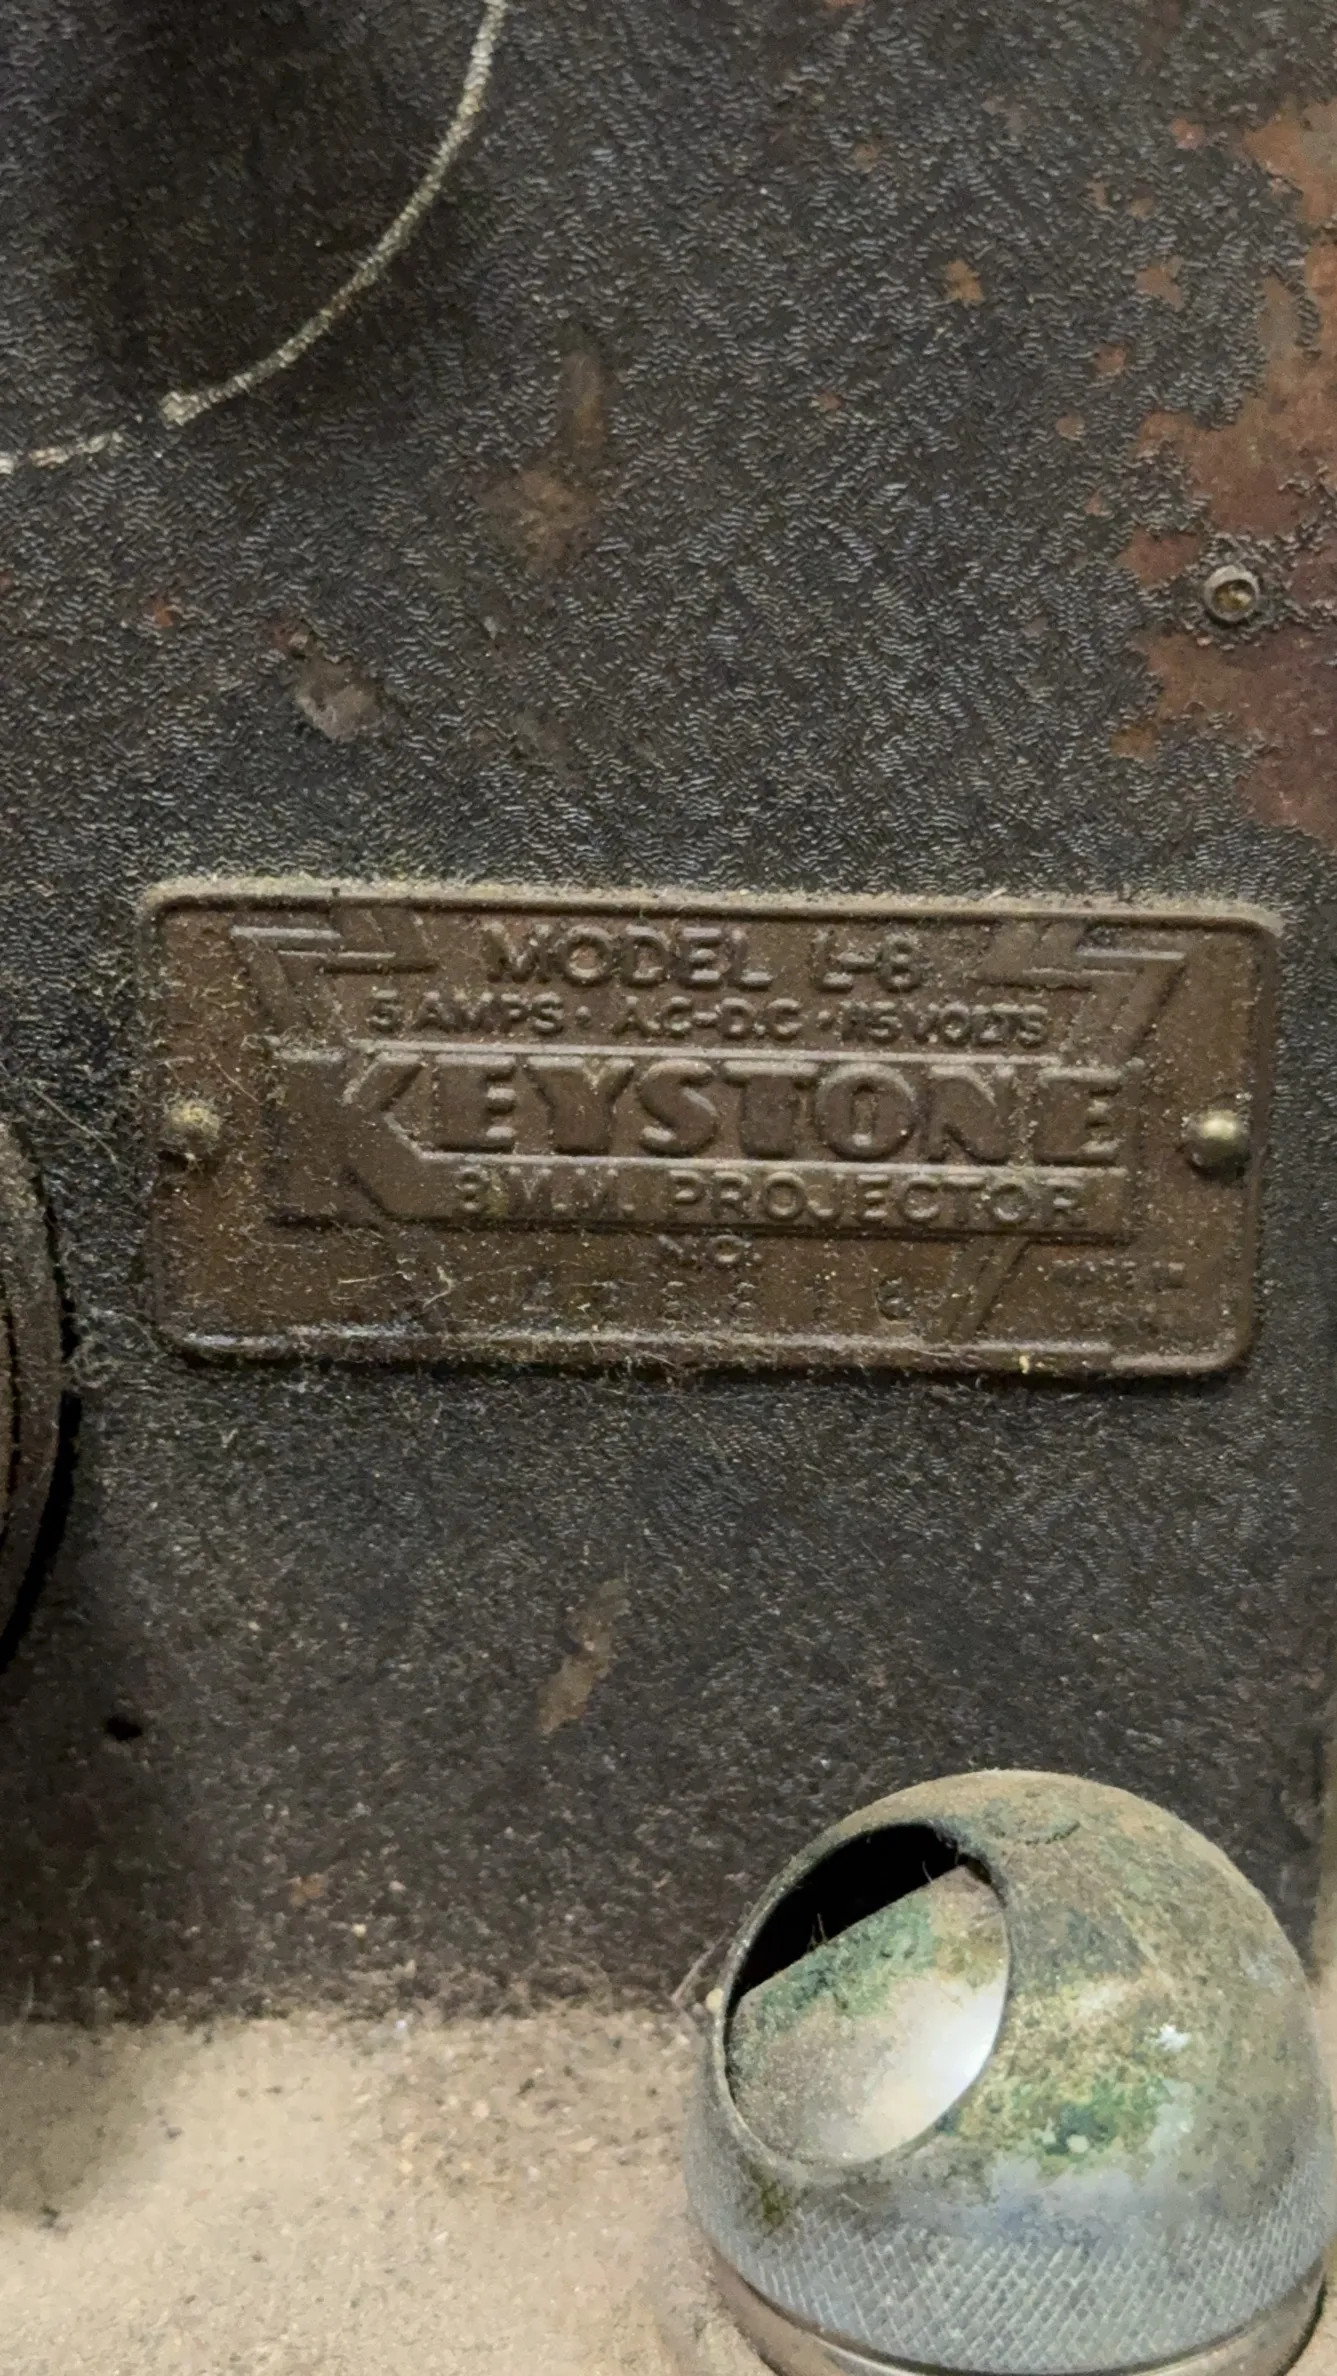 MODEL L-8
5 AMPS · A.C-D.C · 115 VOLTS
KEYSTONE
8 M.M. PROJECTOR
NO.